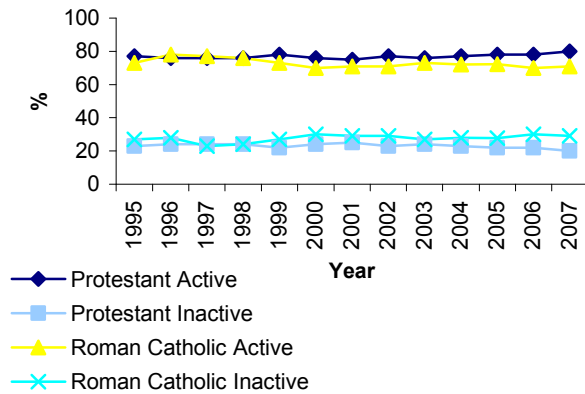 100
80
60
40
20
0
%
1995 1996 1997 1998 1999 2000 2001 2002 2003 2004 2005 2006 2007
Year
Protestant Active
Protestant Inactive
Roman Catholic Active
Roman Catholic Inactive